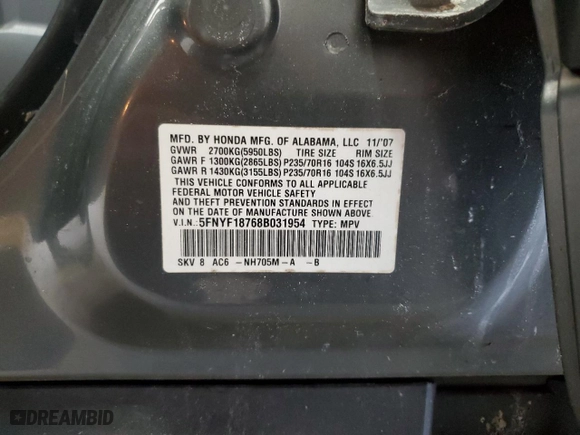 MFD. BY HONDA MFG. OF ALABAMA, LLC 11/'07
GVWR 2700KG(5950LBS) TIRE SIZE RIM SIZE
GAWR F 1300KG(2865LBS) P235/70R16 104S 16X6.5JJ
GAWR R 1430KG(3155LBS) P235/70R16 104S 16X6.5JJ
THIS VEHICLE CONFORMS TO ALL APPLICABLE
FEDERAL MOTOR VEHICLE SAFETY
AND THEFT PREVENTION STANDARDS IN EFFECT
ON THE DATE OF MANUFACTURE SHOWN ABOVE.
V.I.N.: 5FNYF18768B031954 TYPE: MPV
SKV 8 AC6 -NH705M-A -B
DREAMBID